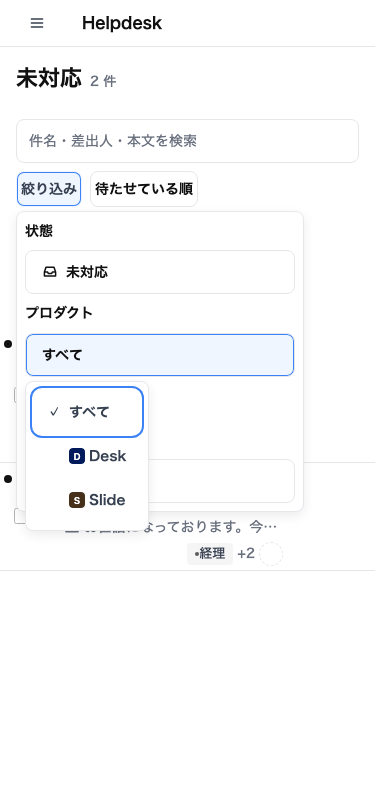 Helpdesk
未対応 2 件
件名・差出人・本文を検索
絞り込み 待たせている順
状態
未対応
プロダクト
すべて
✓ すべて
D Desk
S Slide
なっております。今…
•経理 +2